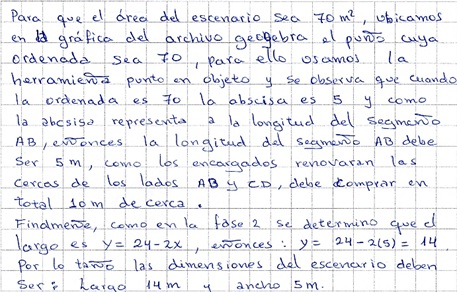 Para que el área del escenario sea 70 m², ubicamos
en la gráfica del archivo geogebra el punto cuya
ordenada sea 70, para ello usamos la
herramienta punto en objeto y se observa que cuando
la ordenada es 70 la abscisa es 5 y como
la abcsisa representa a la longitud del segmento
AB, entonces la longitud del segmento AB debe
ser 5 m, como los encargados renovaran las
cercas de los lados AB y CD, debe comprar en
total 10 m de cerca.
Finalmente, como en la fase 2 se determino que el
largo es y = 24-2x, entonces: y = 24-2(5) = 14
Por lo tanto las dimensiones del escenario deben
Ser: Largo 14 m y ancho 5 m.